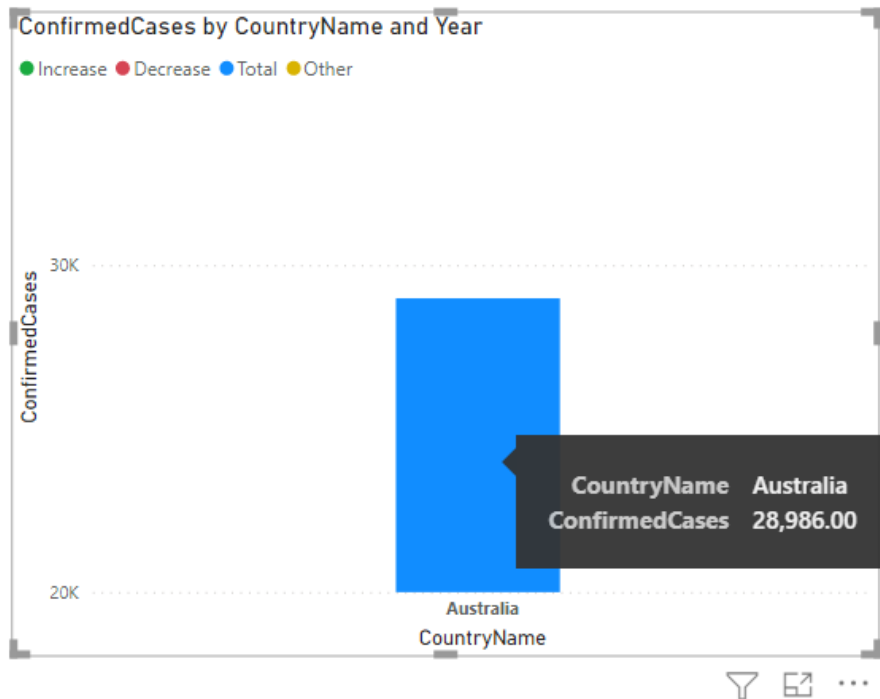 ConfirmedCases by CountryName and Year
Increase Decrease Total Other
30K
ConfirmedCases
CountryName Australia
ConfirmedCases 28,986.00
20K
Australia
CountryName